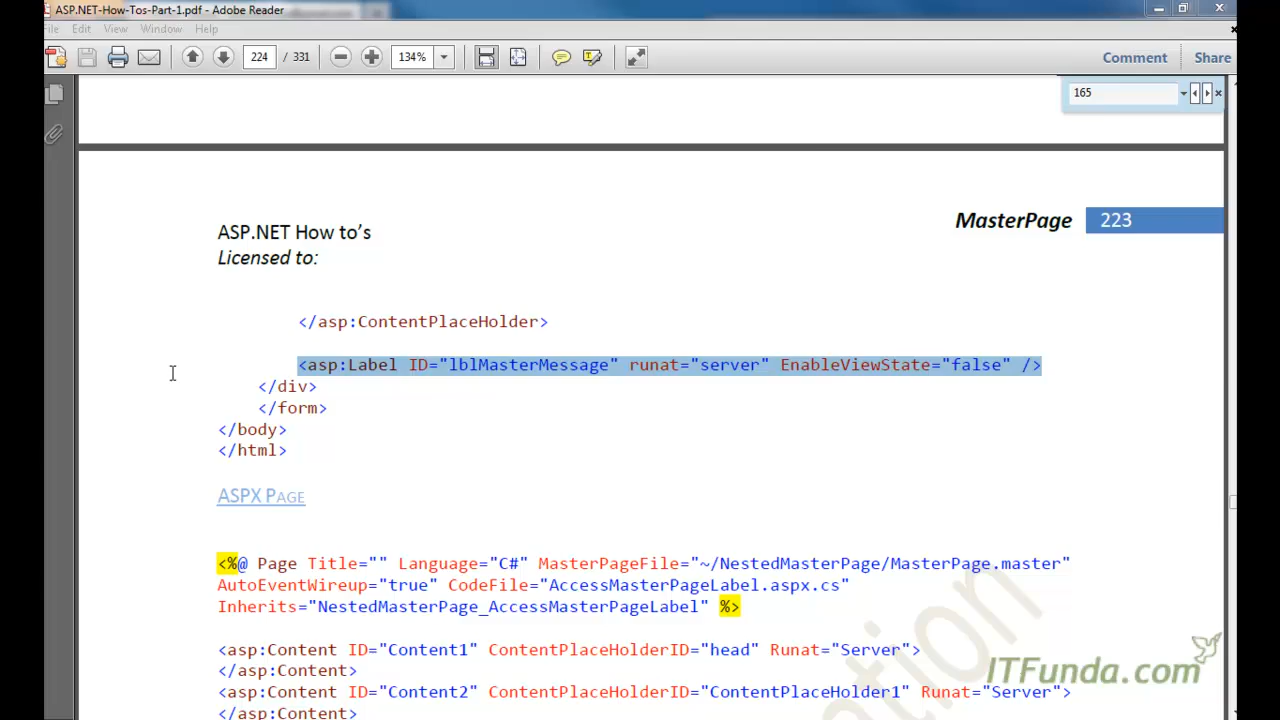 ASP.NET-How-Tos-Part-1.pdf - Adobe Reader
File Edit View Window Help
224 / 331 134% Comment Share
165
ASP.NET How to's
MasterPage 223
Licensed to:
</asp:ContentPlaceHolder>
<asp:Label ID="lblMasterMessage" runat="server" EnableViewState="false" />
</div>
</form>
</body>
</html>
ASPX PAGE
<%@ Page Title="" Language="C#" MasterPageFile="~/NestedMasterPage/MasterPage.master"
AutoEventWireup="true" CodeFile="AccessMasterPageLabel.aspx.cs"
Inherits="NestedMasterPage_AccessMasterPageLabel" %>
<asp:Content ID="Content1" ContentPlaceHolderID="head" Runat="Server">
</asp:Content>
<asp:Content ID="Content2" ContentPlaceHolderID="ContentPlaceHolder1" Runat="Server">
</asp:Content>
ITFunda.com